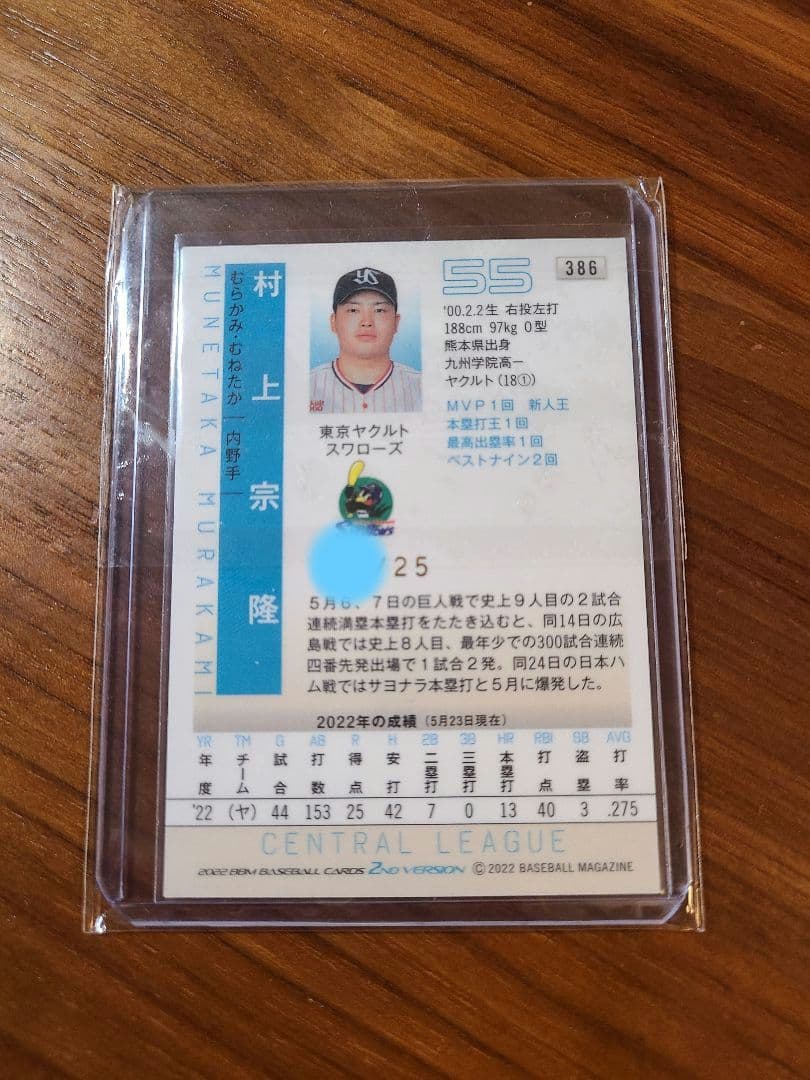 村上宗隆
むらかみ・むねたか 内野手
MUNETAKA MURAKAMI
55
386
'00.2.2生 右投左打
188cm 97kg O型
熊本県出身
九州学院高ー
ヤクルト(18①)
MVP1回 新人王
本塁打王1回
最高出塁率1回
ベストナイン2回
東京ヤクルト
スワローズ
/25
5月6、7日の巨人戦で史上9人目の2試合
連続満塁本塁打をたたき込むと、同14日の広
島戦では史上8人目、最年少での300試合連続
四番先発出場で1試合2発。同24日の日本ハ
ム戦ではサヨナラ本塁打と5月に爆発した。
2022年の成績 (5月23日現在)
YR TM G AB R H 2B 3B HR RBI SB AVG
年度 チーム 試合 打数 得点 安打 二塁打 三塁打 本塁打 打点 盗塁 打率
'22 (ヤ) 44 153 25 42 7 0 13 40 3 .275
CENTRAL LEAGUE
2022 BBM BASEBALL CARDS 2ND VERSION ©2022 BASEBALL MAGAZINE